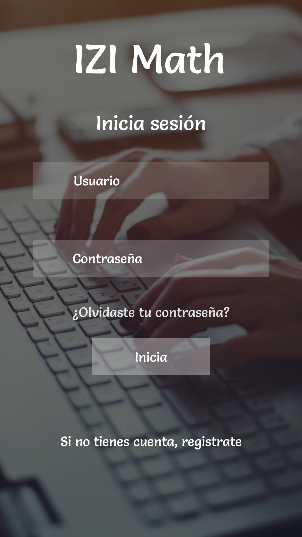 IZI Math
Inicia sesión
Usuario
Contraseña
¿Olvidaste tu contraseña?
Inicia
Si no tienes cuenta, registrate